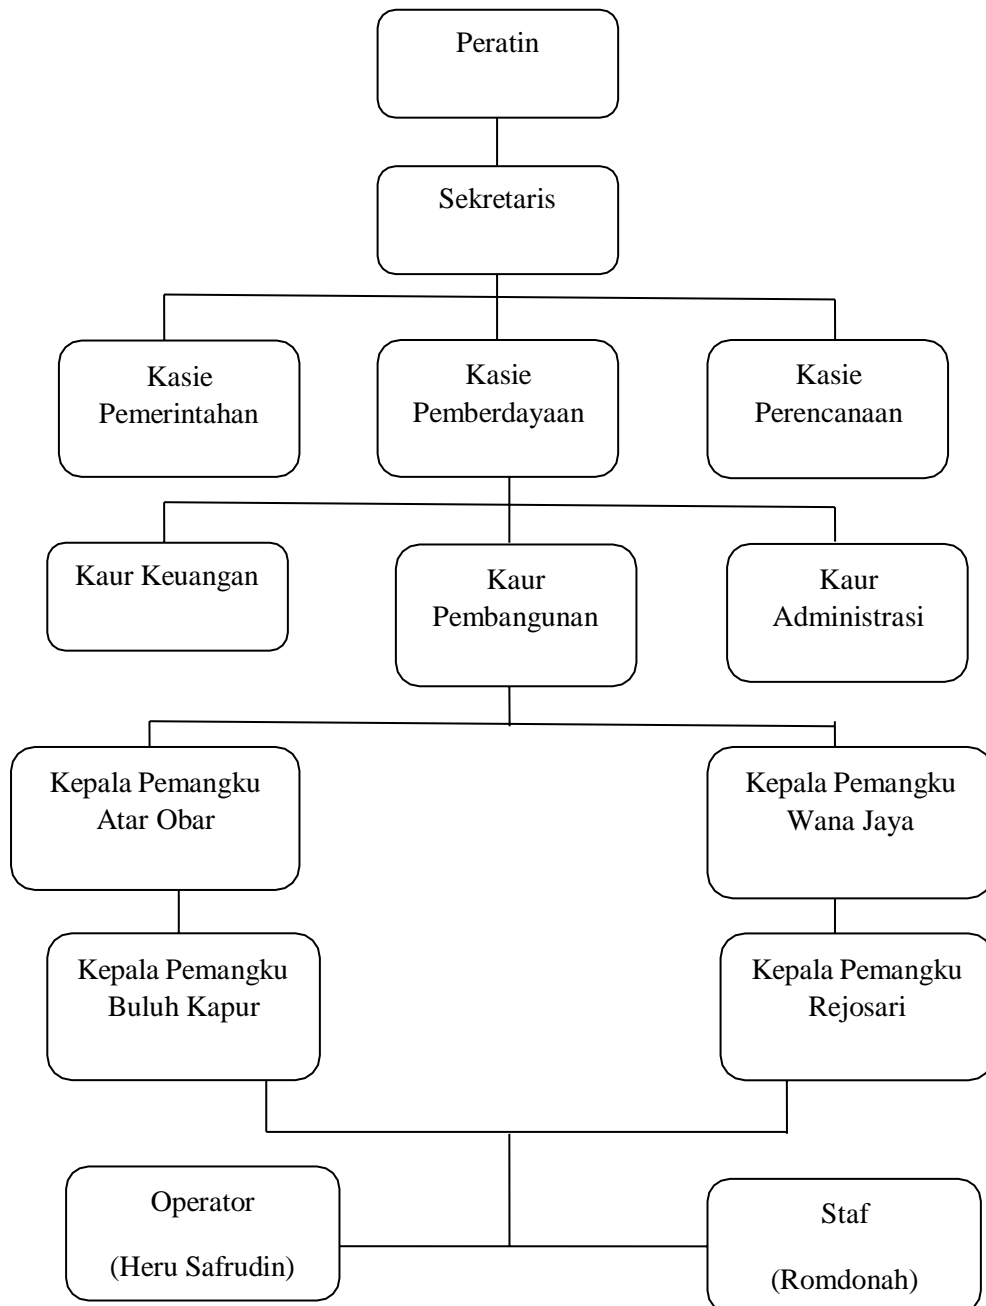 Peratin
Sekretaris
Kasie
Pemerintahan
Kasie
Pemberdayaan
Kasie
Perencanaan
Kaur Keuangan
Kaur
Pembangunan
Kaur
Administrasi
Kepala Pemangku
Atar Obar
Kepala Pemangku
Wana Jaya
Kepala Pemangku
Buluh Kapur
Kepala Pemangku
Rejosari
Operator
(Heru Safrudin)
Staf
(Romdonah)